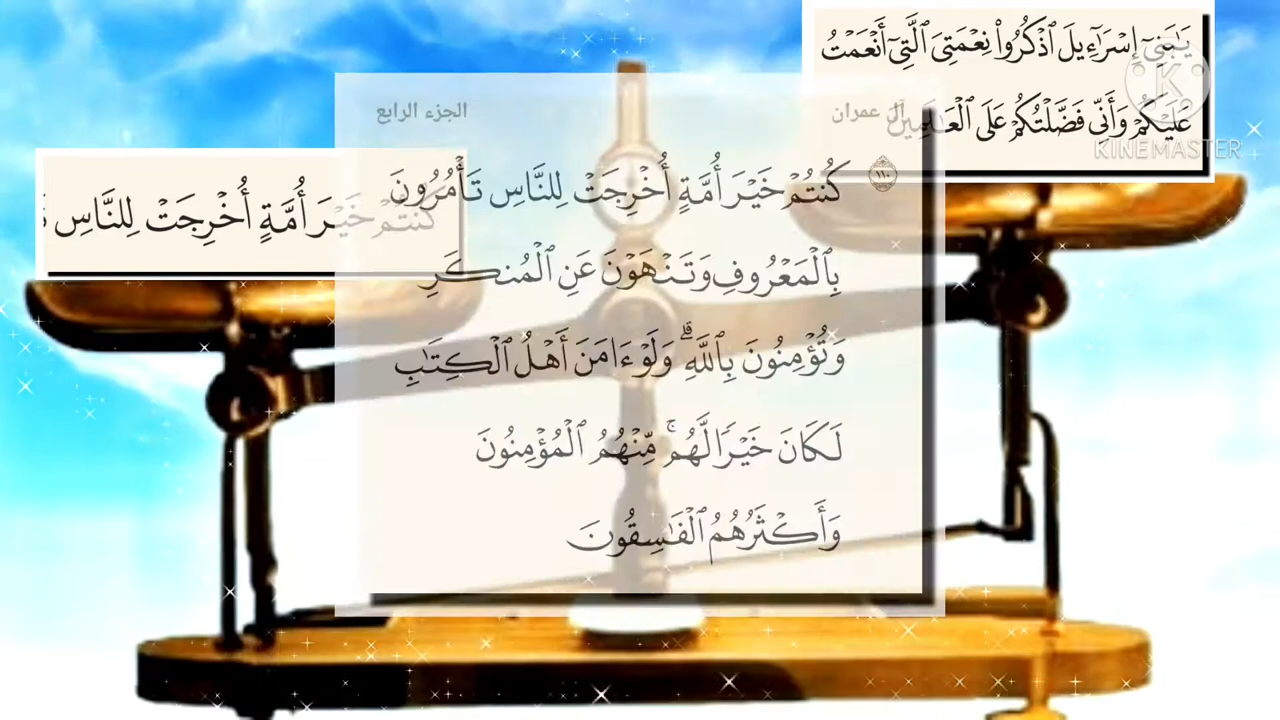 يَٰبَنِىٓ إِسْرَٰٓءِيلَ ٱذْكُرُوا۟ نِعْمَتِىَ ٱلَّتِىٓ أَنْعَمْتُ
عَلَيْكُمْ وَأَنِّى فَضَّلْتُكُمْ عَلَى ٱلْعَٰلَمِينَ
KINEMASTER
آل عمران
الجزء الرابع
كُنتُمْ خَيْرَ أُمَّةٍ أُخْرِجَتْ لِلنَّاسِ تَأْمُرُونَ
بِٱلْمَعْرُوفِ وَتَنْهَوْنَ عَنِ ٱلْمُنكَرِ
وَتُؤْمِنُونَ بِٱللَّهِ ۗ وَلَوْ ءَامَنَ أَهْلُ ٱلْكِتَٰبِ
لَكَانَ خَيْرًا لَّهُم ۚ مِّنْهُمُ ٱلْمُؤْمِنُونَ
وَأَكْثَرُهُمُ ٱلْفَٰسِقُونَ
١١٠
كُنتُمْ خَيْرَ أُمَّةٍ أُخْرِجَتْ لِلنَّاسِ